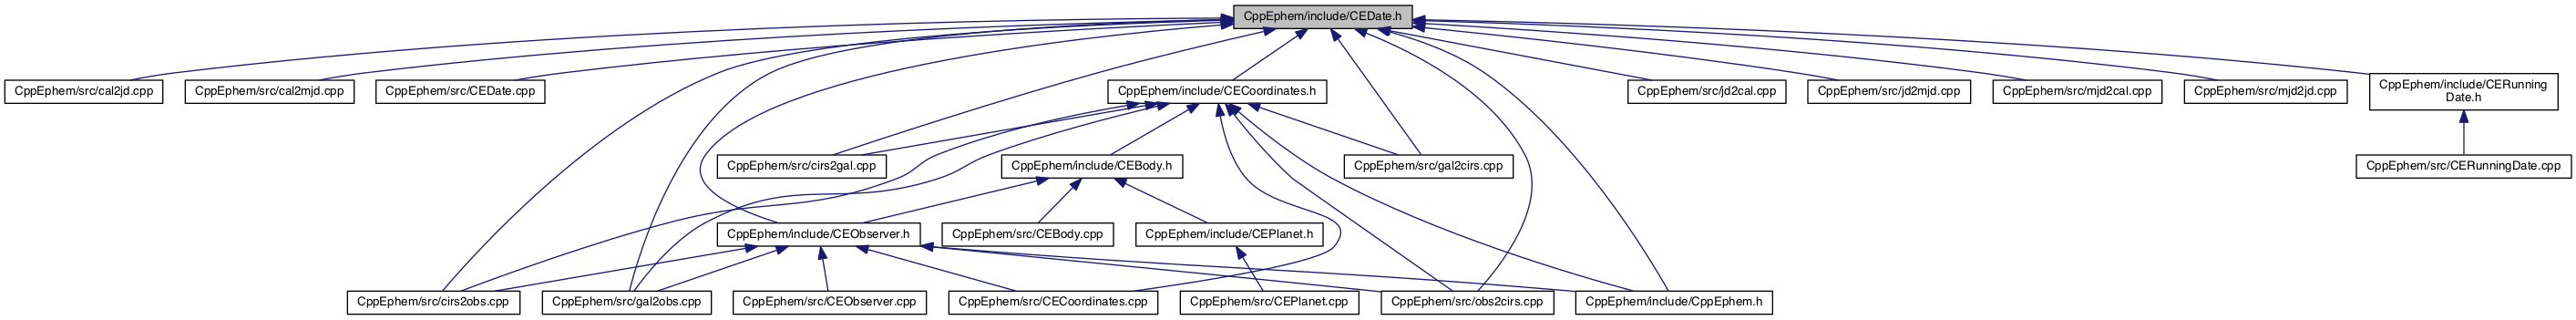 CppEphem/include/CEDate.h
CppEphem/src/cal2jd.cpp
CppEphem/src/cal2mjd.cpp
CppEphem/src/CEDate.cpp
CppEphem/include/CECoordinates.h
CppEphem/src/jd2cal.cpp
CppEphem/src/jd2mjd.cpp
CppEphem/src/mjd2cal.cpp
CppEphem/src/mjd2jd.cpp
CppEphem/include/CERunning
Date.h
CppEphem/src/cirs2gal.cpp
CppEphem/include/CEBody.h
CppEphem/src/gal2cirs.cpp
CppEphem/src/CERunningDate.cpp
CppEphem/include/CEObserver.h
CppEphem/src/CEBody.cpp
CppEphem/include/CEPlanet.h
CppEphem/src/cirs2obs.cpp
CppEphem/src/gal2obs.cpp
CppEphem/src/CEObserver.cpp
CppEphem/src/CECoordinates.cpp
CppEphem/src/CEPlanet.cpp
CppEphem/src/obs2cirs.cpp
CppEphem/include/CppEphem.h